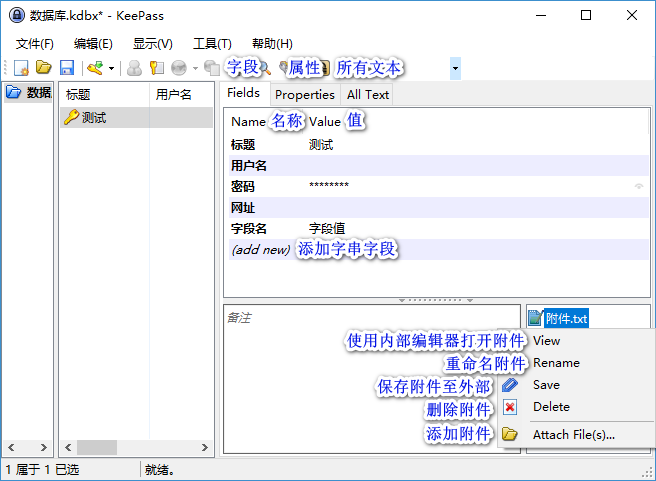 数据库.kdbx* - KeePass
文件(F) 编辑(E) 显示(V) 工具(T) 帮助(H)
字段 属性 所有文本
数据 标题 用户名 Fields Properties All Text
测试
Name 名称 Value 值
标题 测试
用户名
密码 ********
网址
字段名 字段值
(add new) 添加字串字段
备注 附件.txt
使用内部编辑器打开附件 View
重命名附件 Rename
保存附件至外部 Save
删除附件 Delete
添加附件 Attach File(s)...
1 属于 1 已选 就绪。